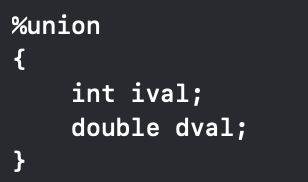 %union
{
    int ival;
    double dval;
}